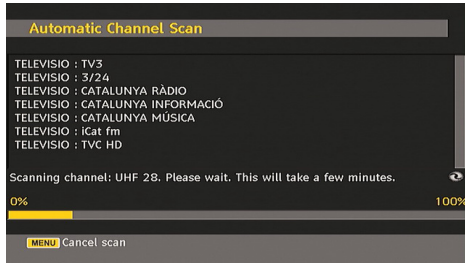 Automatic Channel Scan
TELEVISIO : TV3
TELEVISIO : 3/24
TELEVISIO : CATALUNYA RÀDIO
TELEVISIO : CATALUNYA INFORMACIÓ
TELEVISIO : CATALUNYA MÚSICA
TELEVISIO : iCat fm
TELEVISIO : TVC HD
Scanning channel: UHF 28. Please wait. This will take a few minutes.
0% 100%
MENU Cancel scan